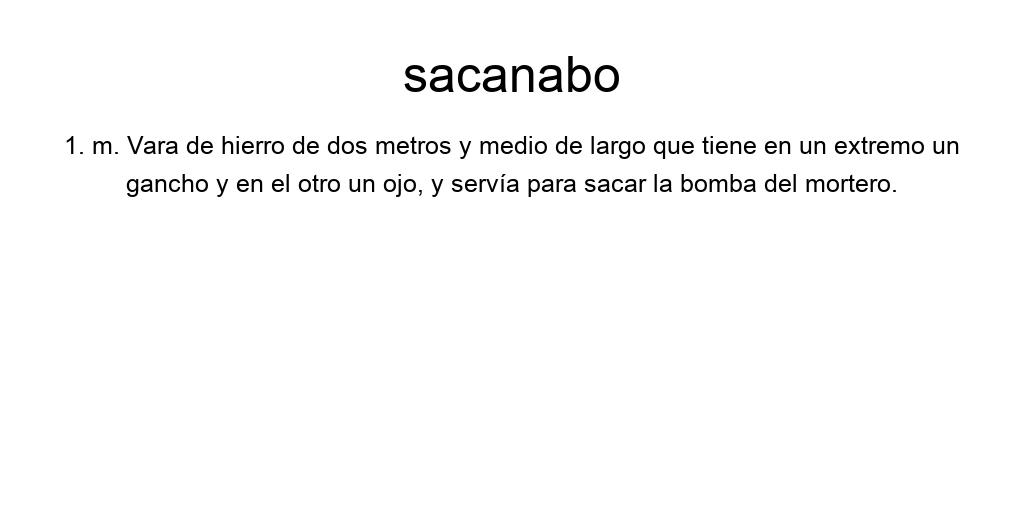 sacanabo
1. m. Vara de hierro de dos metros y medio de largo que tiene en un extremo un
gancho y en el otro un ojo, y servía para sacar la bomba del mortero.